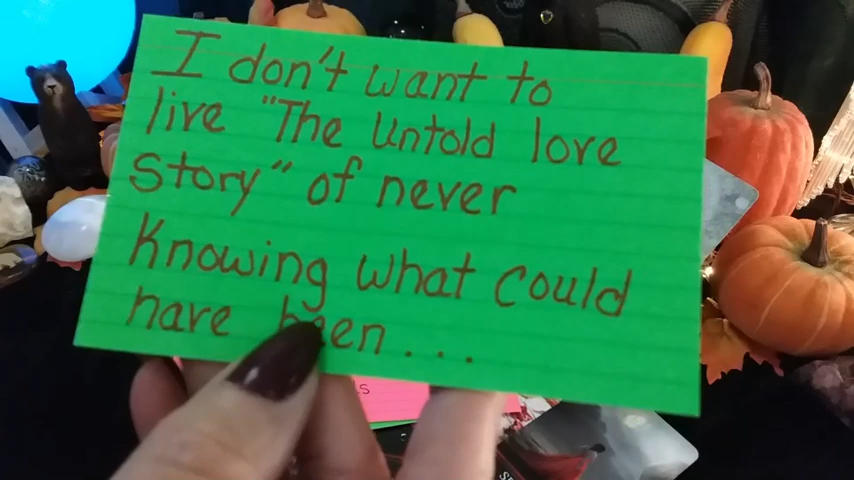 I don't want to
live "The Untold love
Story" of never
Knowing what could
have been...